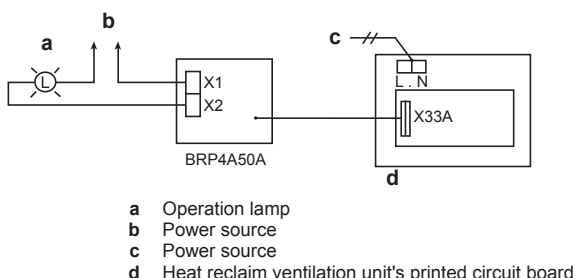 a
b
c
L
X1
X2
BRP4A50A
L . N
X33A
d
a Operation lamp
b Power source
c Power source
d Heat reclaim ventilation unit's printed circuit board